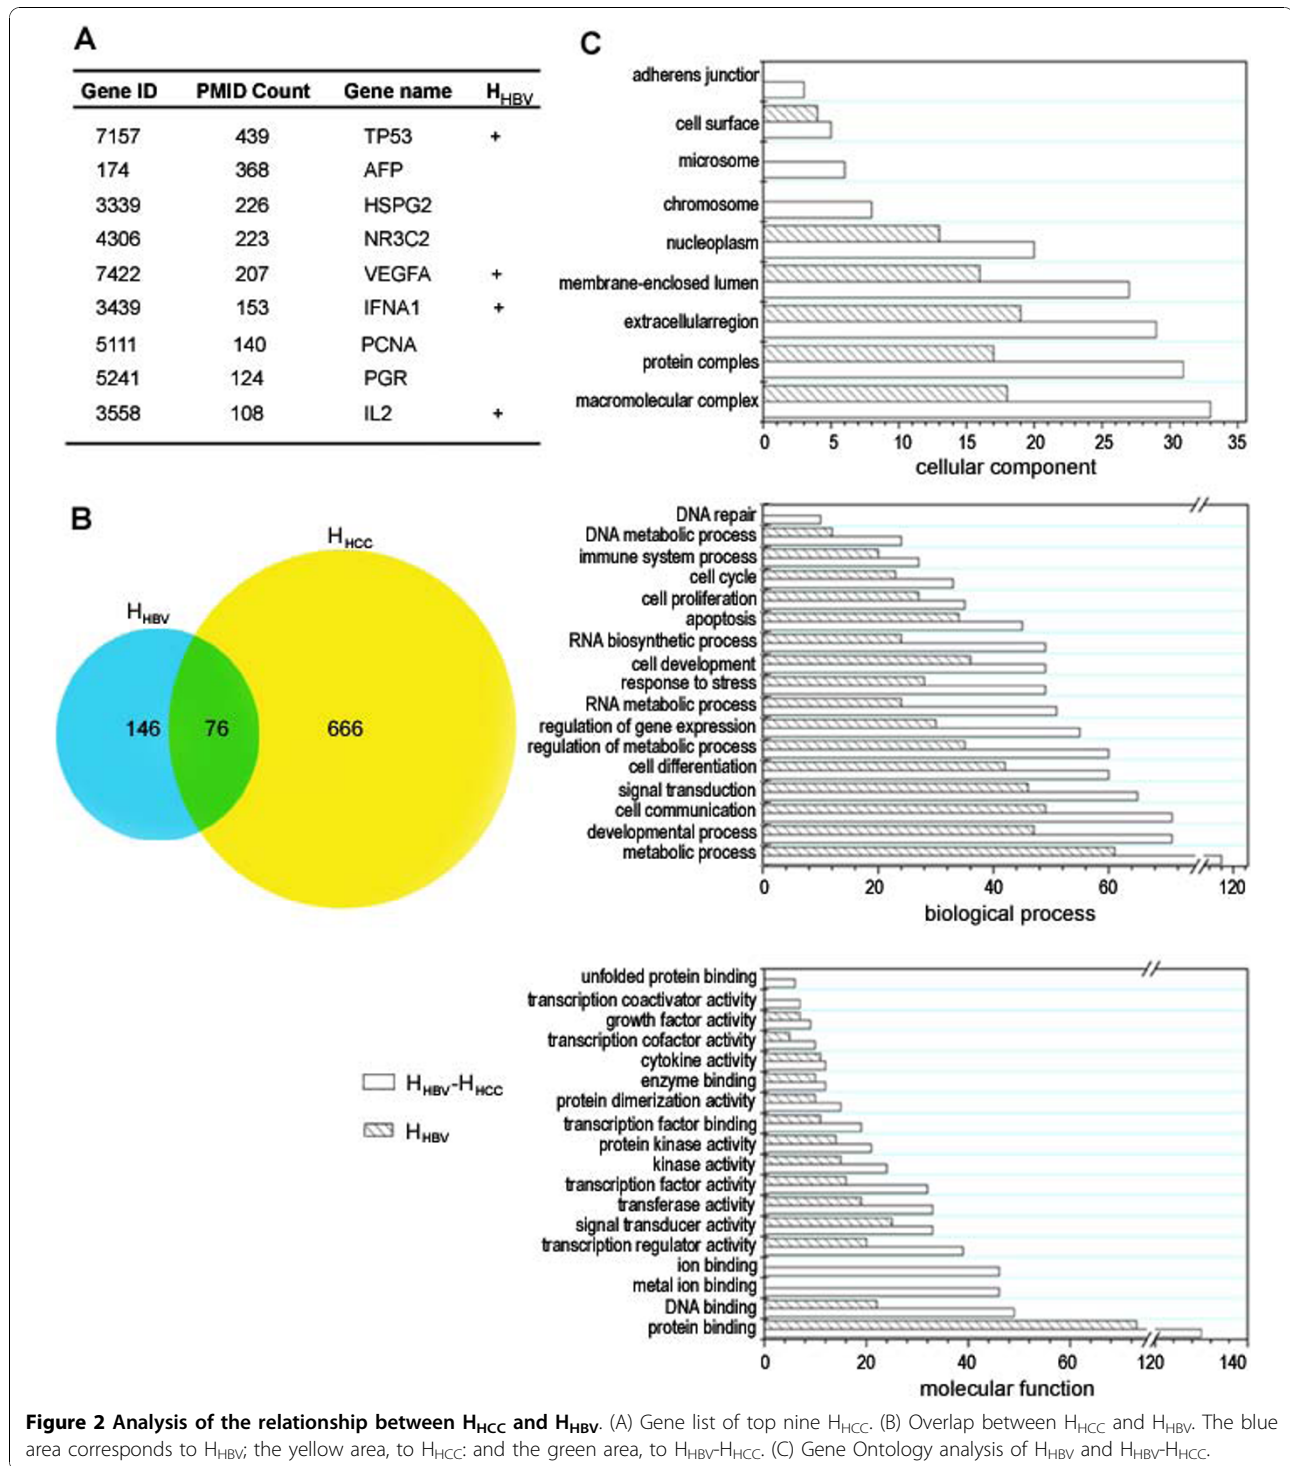 A
Gene ID PMID Count Gene name HHBV
7157 439 TP53 +
174 368 AFP
3339 226 HSPG2
4306 223 NR3C2
7422 207 VEGFA +
3439 153 IFNA1 +
5111 140 PCNA
5241 124 PGR
3558 108 IL2 +
B
HHCC
HHBV
146 76 666
C
adherens junctior
cell surface
microsome
chromosome
nucleoplasm
membrane-enclosed lumen
extracellularregion
protein comples
macromolecular complex
0 5 10 15 20 25 30 35
cellular component
DNA repair
DNA metabolic process
immune system process
cell cycle
cell proliferation
apoptosis
RNA biosynthetic process
cell development
response to stress
RNA metabolic process
regulation of gene expression
regulation of metabolic process
cell differentiation
signal transduction
cell communication
developmental process
metabolic process
0 20 40 60 120
biological process
unfolded protein binding
transcription coactivator activity
growth factor activity
transcription cofactor activity
cytokine activity
enzyme binding
protein dimerization activity
transcription factor binding
protein kinase activity
kinase activity
transcription factor activity
transferase activity
signal transducer activity
transcription regulator activity
ion binding
metal ion binding
DNA binding
protein binding
0 20 40 60 120 140
molecular function
HHBV-HHCC
HHBV
Figure 2 Analysis of the relationship between HHCC and HHBV. (A) Gene list of top nine HHCC. (B) Overlap between HHCC and HHBV. The blue
area corresponds to HHBV; the yellow area, to HHCC: and the green area, to HHBV-HHCC. (C) Gene Ontology analysis of HHBV and HHBV-HHCC.